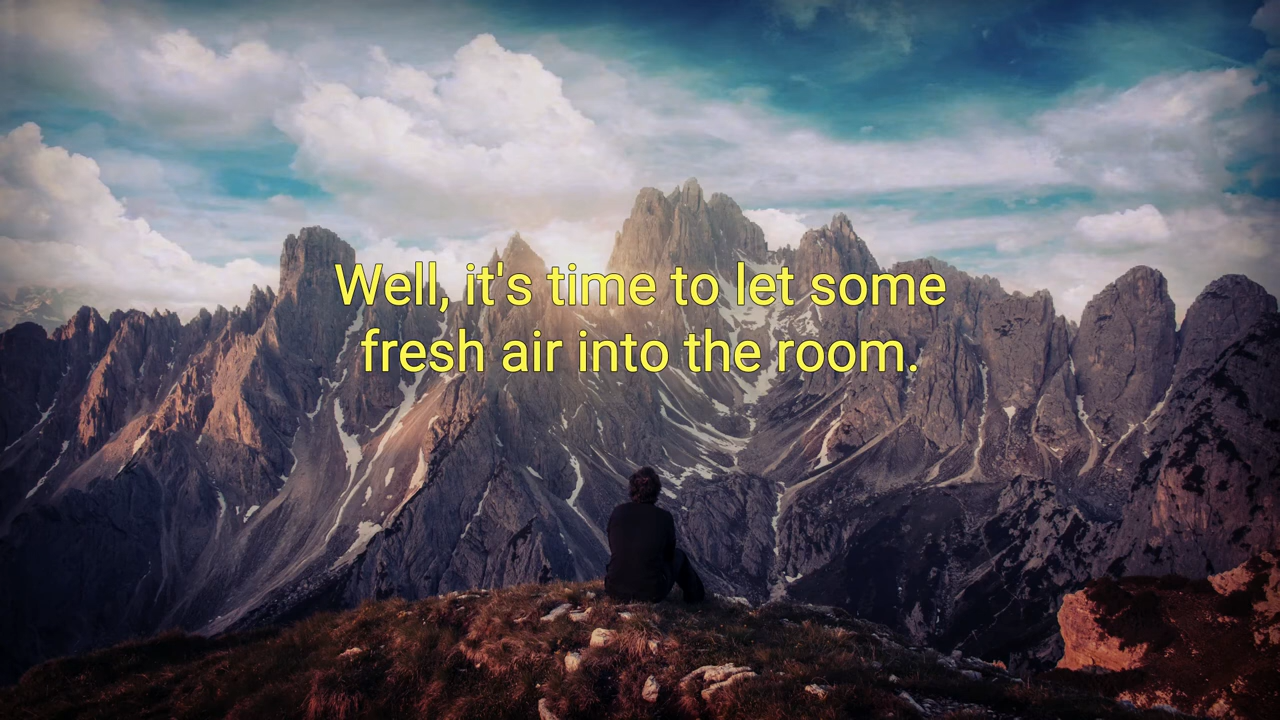 Well, it's time to let some
fresh air into the room.